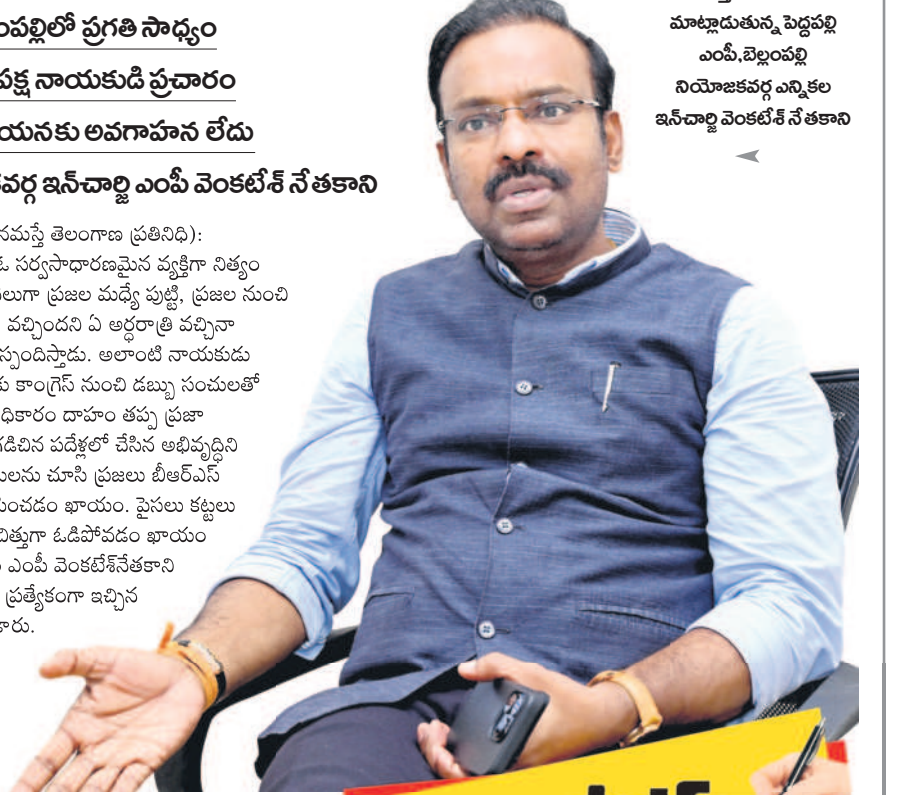 ంపల్లిలో ప్రగతి సాధ్యం
పక్ష నాయకుడి ప్రచారం
యనకు అవగాహన లేదు
కవర్గ ఇన్‌చార్జి ఎంపీ వెంకటేశ్ నేతకాని
నమస్తే తెలంగాణ ప్రతినిధి):
ఓ సర్వసాధారణమైన వ్యక్తిగా నిత్యం
లుగా ప్రజల మధ్యే పుట్టి, ప్రజల నుంచి
వచ్చిందని ఏ అర్ధరాత్రి వచ్చినా
స్పందిస్తాడు. అలాంటి నాయకుడు
కు కాంగ్రెస్ నుంచి డబ్బు సంచులతో
ధికారం దాహం తప్ప ప్రజా
గడిచిన పదేళ్లలో చేసిన అభివృద్ధిని
లను చూసి ప్రజలు బీఆర్ఎస్
పించడం ఖాయం. పైసలు కట్టలు
చిత్తుగా ఓడిపోవడం ఖాయం
ఎంపీ వెంకటేశ్‌నేతకాని
ప్రత్యేకంగా ఇచ్చిన
డారు.
మాట్లాడుతున్న పెద్దపల్లి
ఎంపీ,బెల్లంపల్లి
నియోజకవర్గ ఎన్నికల
ఇన్‌చార్జి వెంకటేశ్ నేతకాని